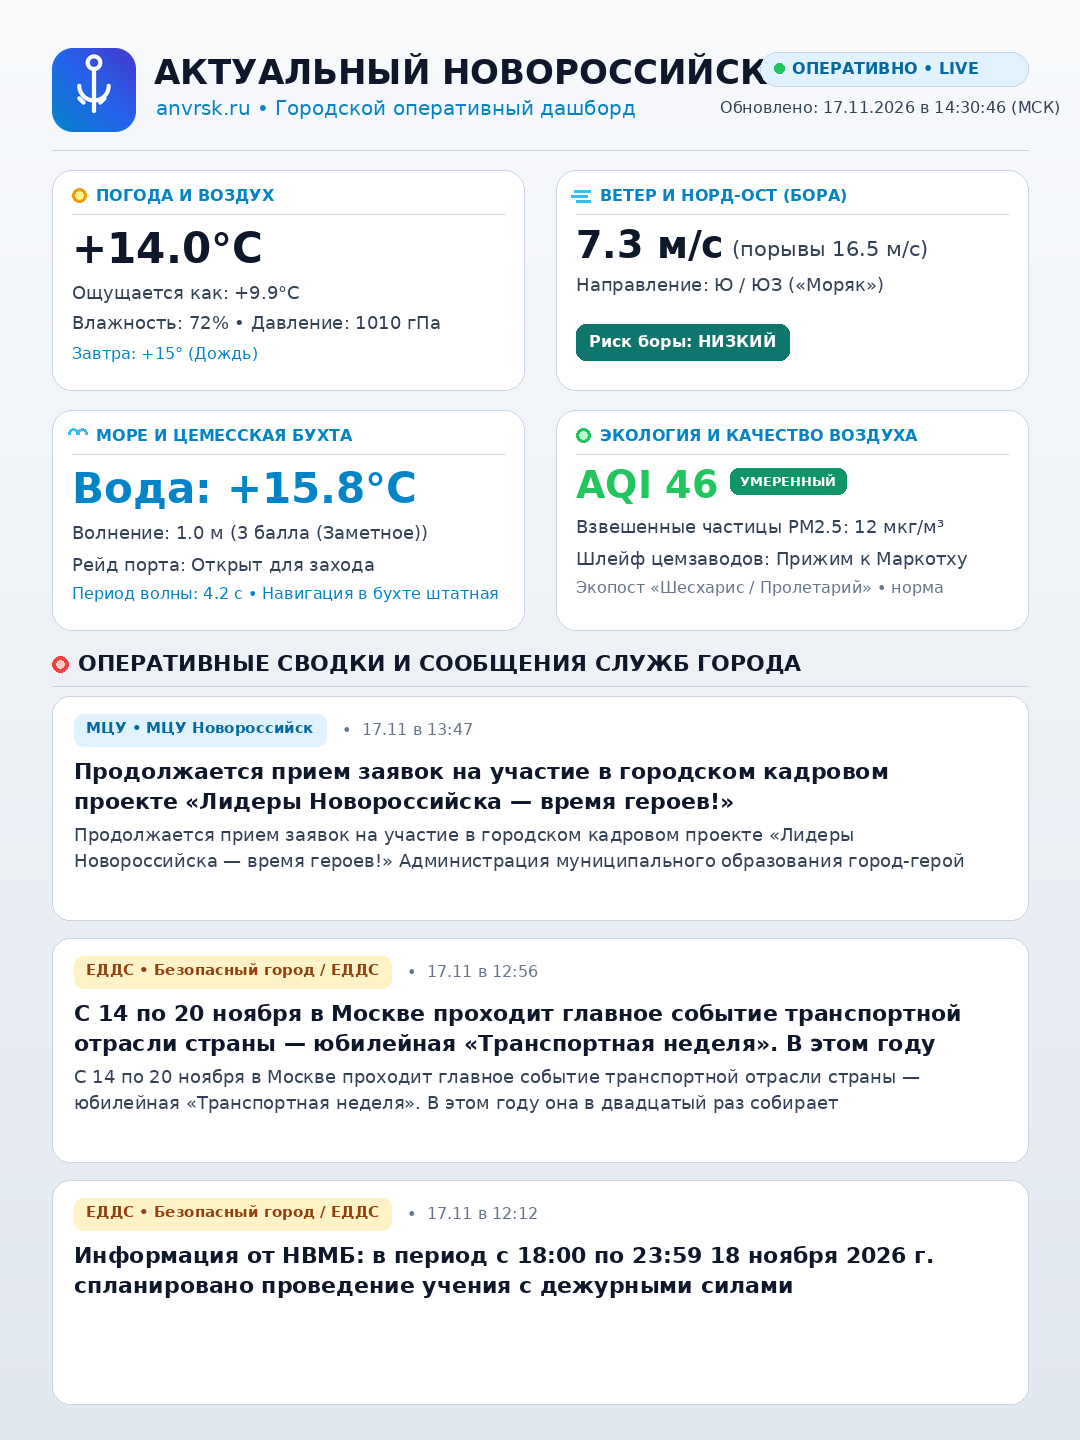 АКТУАЛЬНЫЙ НОВОРОССИЙСК
ОПЕРАТИВНО • LIVE
anvrsk.ru • Городской оперативный дашборд
Обновлено: 17.11.2026 в 14:30:46 (МСК)
ПОГОДА И ВОЗДУХ
+14.0°C
Ощущается как: +9.9°C
Влажность: 72% • Давление: 1010 гПа
Завтра: +15° (Дождь)
ВЕТЕР И НОРД-ОСТ (БОРА)
7.3 м/с (порывы 16.5 м/с)
Направление: Ю / ЮЗ («Моряк»)
Риск боры: НИЗКИЙ
МОРЕ И ЦЕМЕССКАЯ БУХТА
Вода: +15.8°C
Волнение: 1.0 м (3 балла (Заметное))
Рейд порта: Открыт для захода
Период волны: 4.2 с • Навигация в бухте штатная
ЭКОЛОГИЯ И КАЧЕСТВО ВОЗДУХА
AQI 46 УМЕРЕННЫЙ
Взвешенные частицы PM2.5: 12 мкг/м³
Шлейф цемзаводов: Прижим к Маркотху
Экопост «Шесхарис / Пролетарий» • норма
ОПЕРАТИВНЫЕ СВОДКИ И СООБЩЕНИЯ СЛУЖБ ГОРОДА
МЦУ • МЦУ Новороссийск • 17.11 в 13:47
Продолжается прием заявок на участие в городском кадровом
проекте «Лидеры Новороссийска — время героев!»
Продолжается прием заявок на участие в городском кадровом проекте «Лидеры
Новороссийска — время героев!» Администрация муниципального образования город-герой
ЕДДС • Безопасный город / ЕДДС • 17.11 в 12:56
С 14 по 20 ноября в Москве проходит главное событие транспортной
отрасли страны — юбилейная «Транспортная неделя». В этом году
С 14 по 20 ноября в Москве проходит главное событие транспортной отрасли страны —
юбилейная «Транспортная неделя». В этом году она в двадцатый раз собирает
ЕДДС • Безопасный город / ЕДДС • 17.11 в 12:12
Информация от НВМБ: в период с 18:00 по 23:59 18 ноября 2026 г.
спланировано проведение учения с дежурными силами